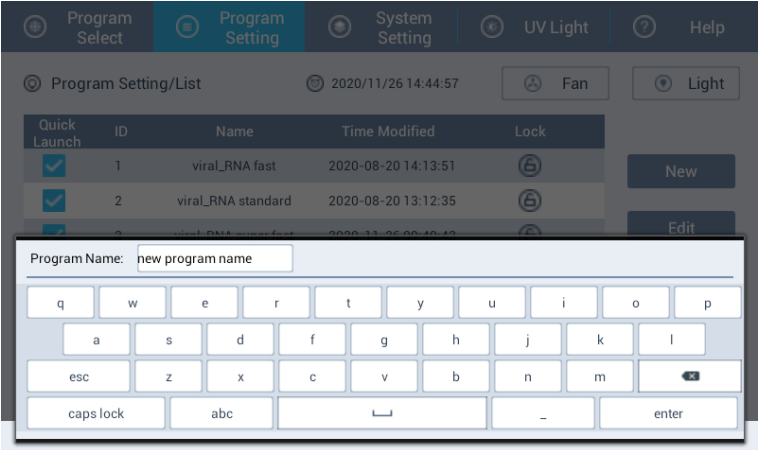 Program Select
Program Setting
System Setting
UV Light
Help
Program Setting/List
2020/11/26 14:44:57
Fan
Light
Quick Launch
ID
Name
Time Modified
Lock
1
viral_RNA fast
2020-08-20 14:13:51
New
2
viral_RNA standard
2020-08-20 13:12:35
Edit
Program Name:
new program name
q w e r t y u i o p
a s d f g h j k l
esc z x c v b n m
caps lock abc _ enter